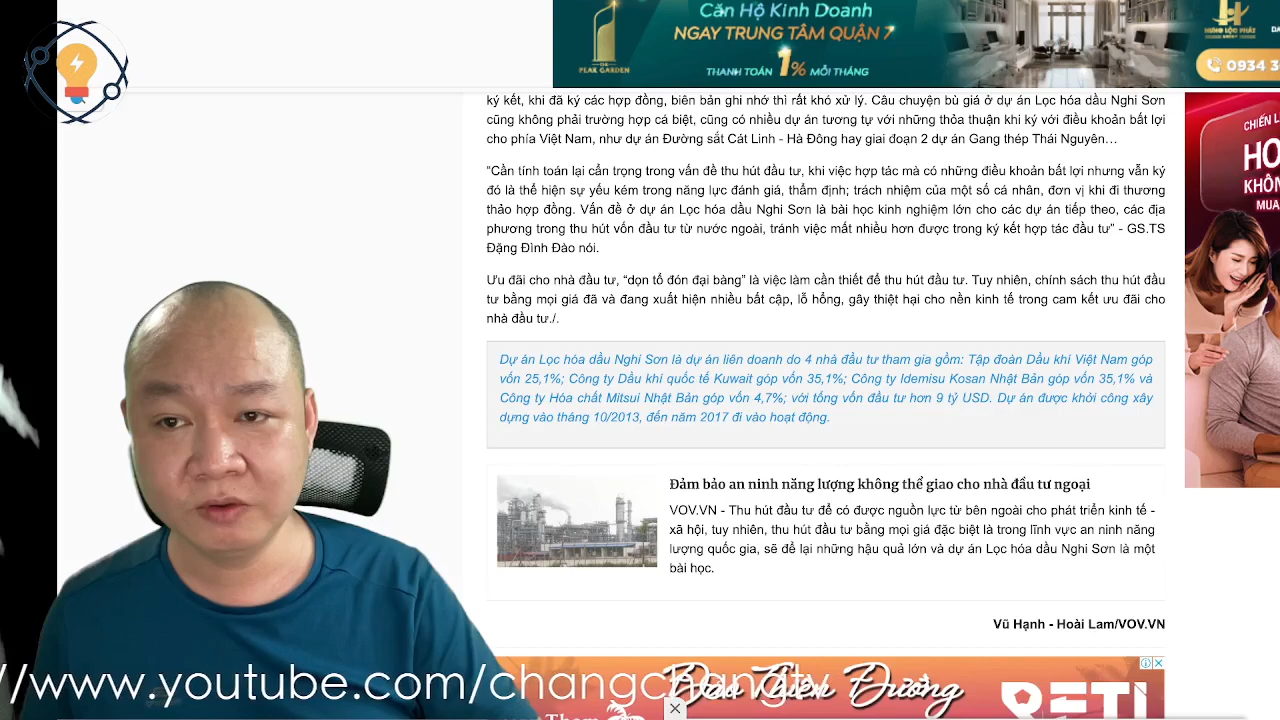 Căn Hộ Kinh Doanh
NGAY TRUNG TÂM QUẬN 7
THANH TOÁN 1% MỖI THÁNG
PEAK GARDEN
HƯNG LỘC PHÁT
0934 3
ký kết, khi đã ký các hợp đồng, biên bản ghi nhớ thì rất khó xử lý. Câu chuyện bù giá ở dự án Lọc hóa dầu Nghi Sơn
cũng không phải trường hợp cá biệt, cũng có nhiều dự án tương tự với những thỏa thuận khi ký với điều khoản bất lợi
cho phía Việt Nam, như dự án Đường sắt Cát Linh - Hà Đông hay giai đoạn 2 dự án Gang thép Thái Nguyên…
“Cần tính toán lại cẩn trọng trong vấn đề thu hút đầu tư, khi việc hợp tác mà có những điều khoản bất lợi nhưng vẫn ký
đó là thể hiện sự yếu kém trong năng lực đánh giá, thẩm định; trách nhiệm của một số cá nhân, đơn vị khi đi thương
thảo hợp đồng. Vấn đề ở dự án Lọc hóa dầu Nghi Sơn là bài học kinh nghiệm lớn cho các dự án tiếp theo, các địa
phương trong thu hút vốn đầu tư từ nước ngoài, tránh việc mất nhiều hơn được trong ký kết hợp tác đầu tư” - GS.TS
Đặng Đình Đào nói.
Ưu đãi cho nhà đầu tư, “dọn tổ đón đại bàng” là việc làm cần thiết để thu hút đầu tư. Tuy nhiên, chính sách thu hút đầu
tư bằng mọi giá đã và đang xuất hiện nhiều bất cập, lỗ hổng, gây thiệt hại cho nền kinh tế trong cam kết ưu đãi cho
nhà đầu tư./.
Dự án Lọc hóa dầu Nghi Sơn là dự án liên doanh do 4 nhà đầu tư tham gia gồm: Tập đoàn Dầu khí Việt Nam góp
vốn 25,1%; Công ty Dầu khí quốc tế Kuwait góp vốn 35,1%; Công ty Idemisu Kosan Nhật Bản góp vốn 35,1% và
Công ty Hóa chất Mitsui Nhật Bản góp vốn 4,7%; với tổng vốn đầu tư hơn 9 tỷ USD. Dự án được khởi công xây
dựng vào tháng 10/2013, đến năm 2017 đi vào hoạt động.
Đảm bảo an ninh năng lượng không thể giao cho nhà đầu tư ngoại
VOV.VN - Thu hút đầu tư để có được nguồn lực từ bên ngoài cho phát triển kinh tế -
xã hội, tuy nhiên, thu hút đầu tư bằng mọi giá đặc biệt là trong lĩnh vực an ninh năng
lượng quốc gia, sẽ để lại những hậu quả lớn và dự án Lọc hóa dầu Nghi Sơn là một
bài học.
Vũ Hạnh - Hoài Lam/VOV.VN
CHIẾN L
HO
KHÔN
MUA
//www.youtube.com/changchangtv
Thiên Đường